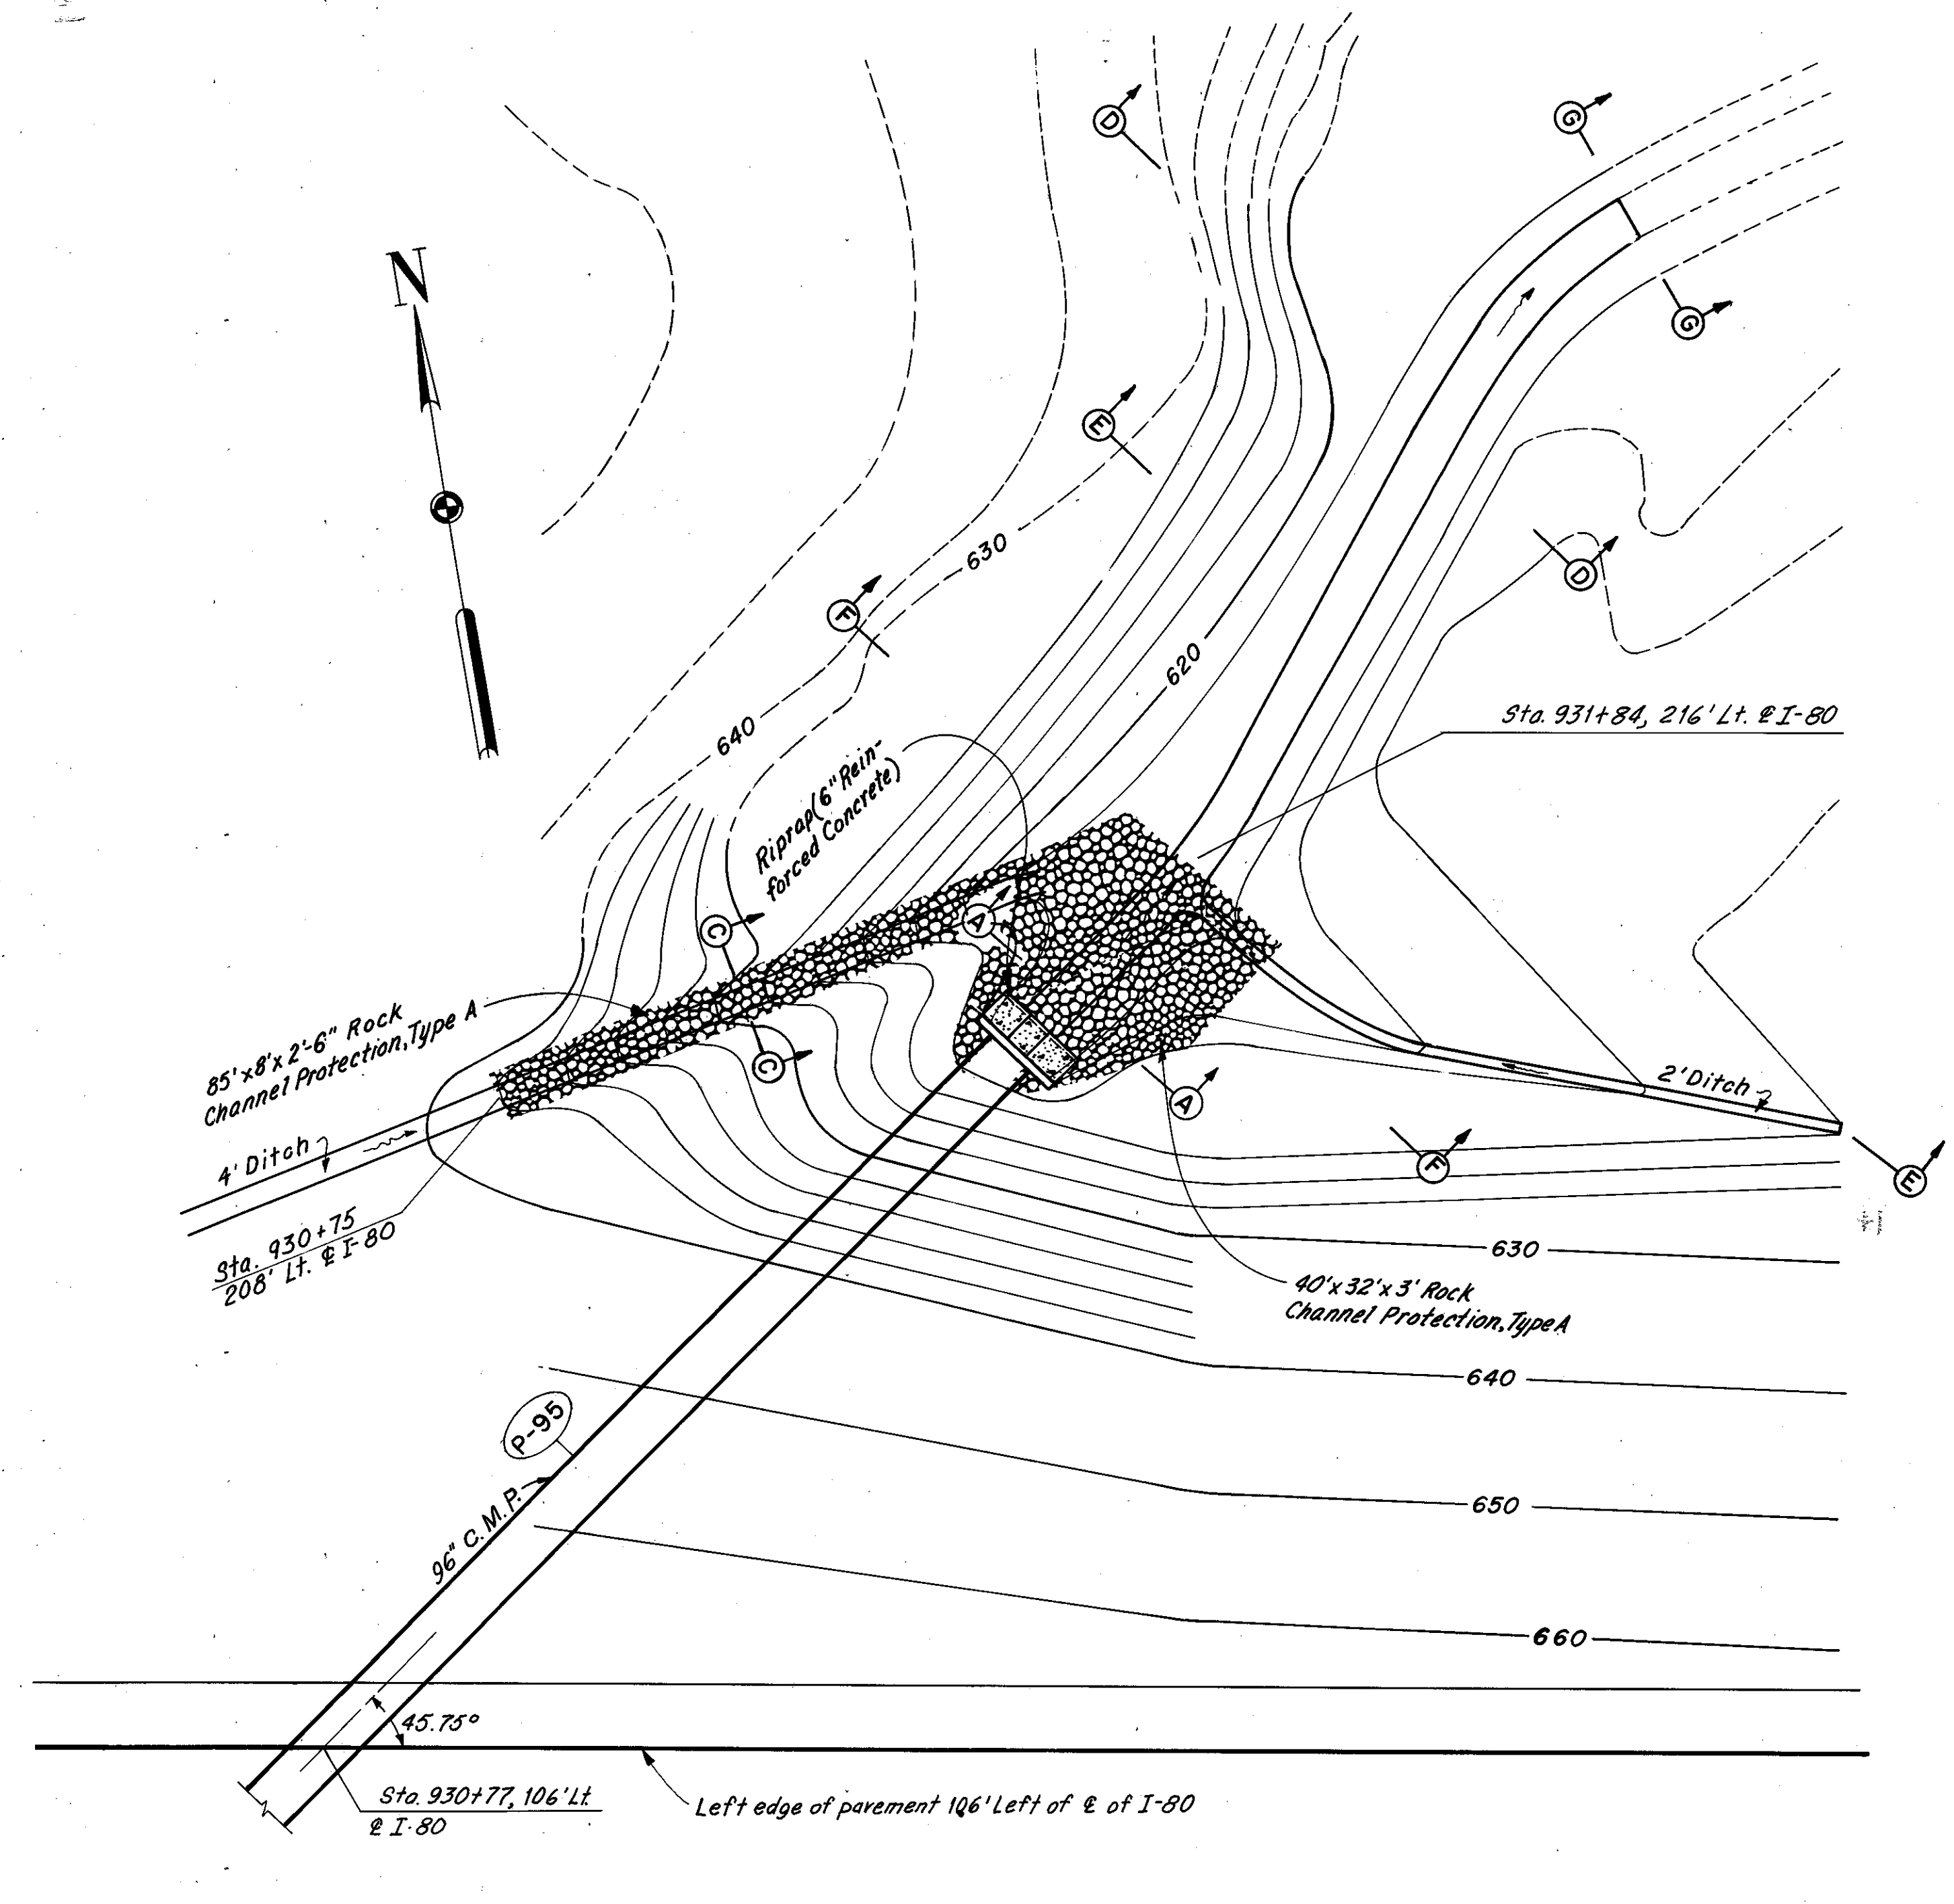 D
G
N
G
E
630
D
F
620
640
Sta. 931+84, 216' Lt. ℄ I-80
Riprap(6" Rein-
forced Concrete)
A
C
85'x8'x2'-6" Rock
Channel Protection, Type A
C
2' Ditch
A
4' Ditch
F
E
Sta. 930+75
208' Lt. ℄ I-80
630
40'x32'x3' Rock
Channel Protection, Type A
640
P-95
650
96" C.M.P.
660
45.75°
Sta. 930+77, 106' Lt.
℄ I-80
Left edge of pavement 106' Left of ℄ of I-80